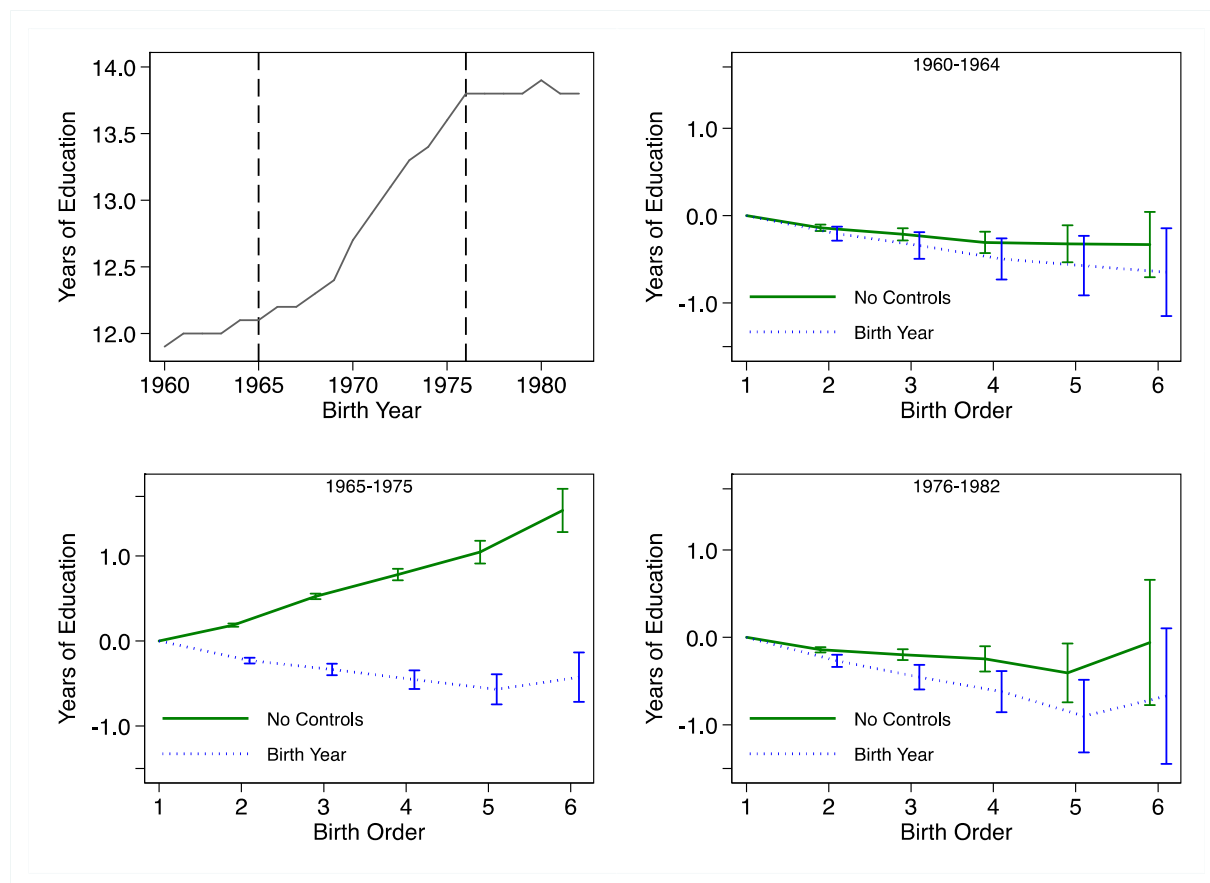 14.0
13.5
13.0
12.5
12.0
Years of Education
1960 1965 1970 1975 1980
Birth Year
1960-1964
1.0
0.0
-1.0
Years of Education
No Controls
Birth Year
1 2 3 4 5 6
Birth Order
1965-1975
1.0
0.0
-1.0
Years of Education
No Controls
Birth Year
1 2 3 4 5 6
Birth Order
1976-1982
1.0
0.0
-1.0
Years of Education
No Controls
Birth Year
1 2 3 4 5 6
Birth Order